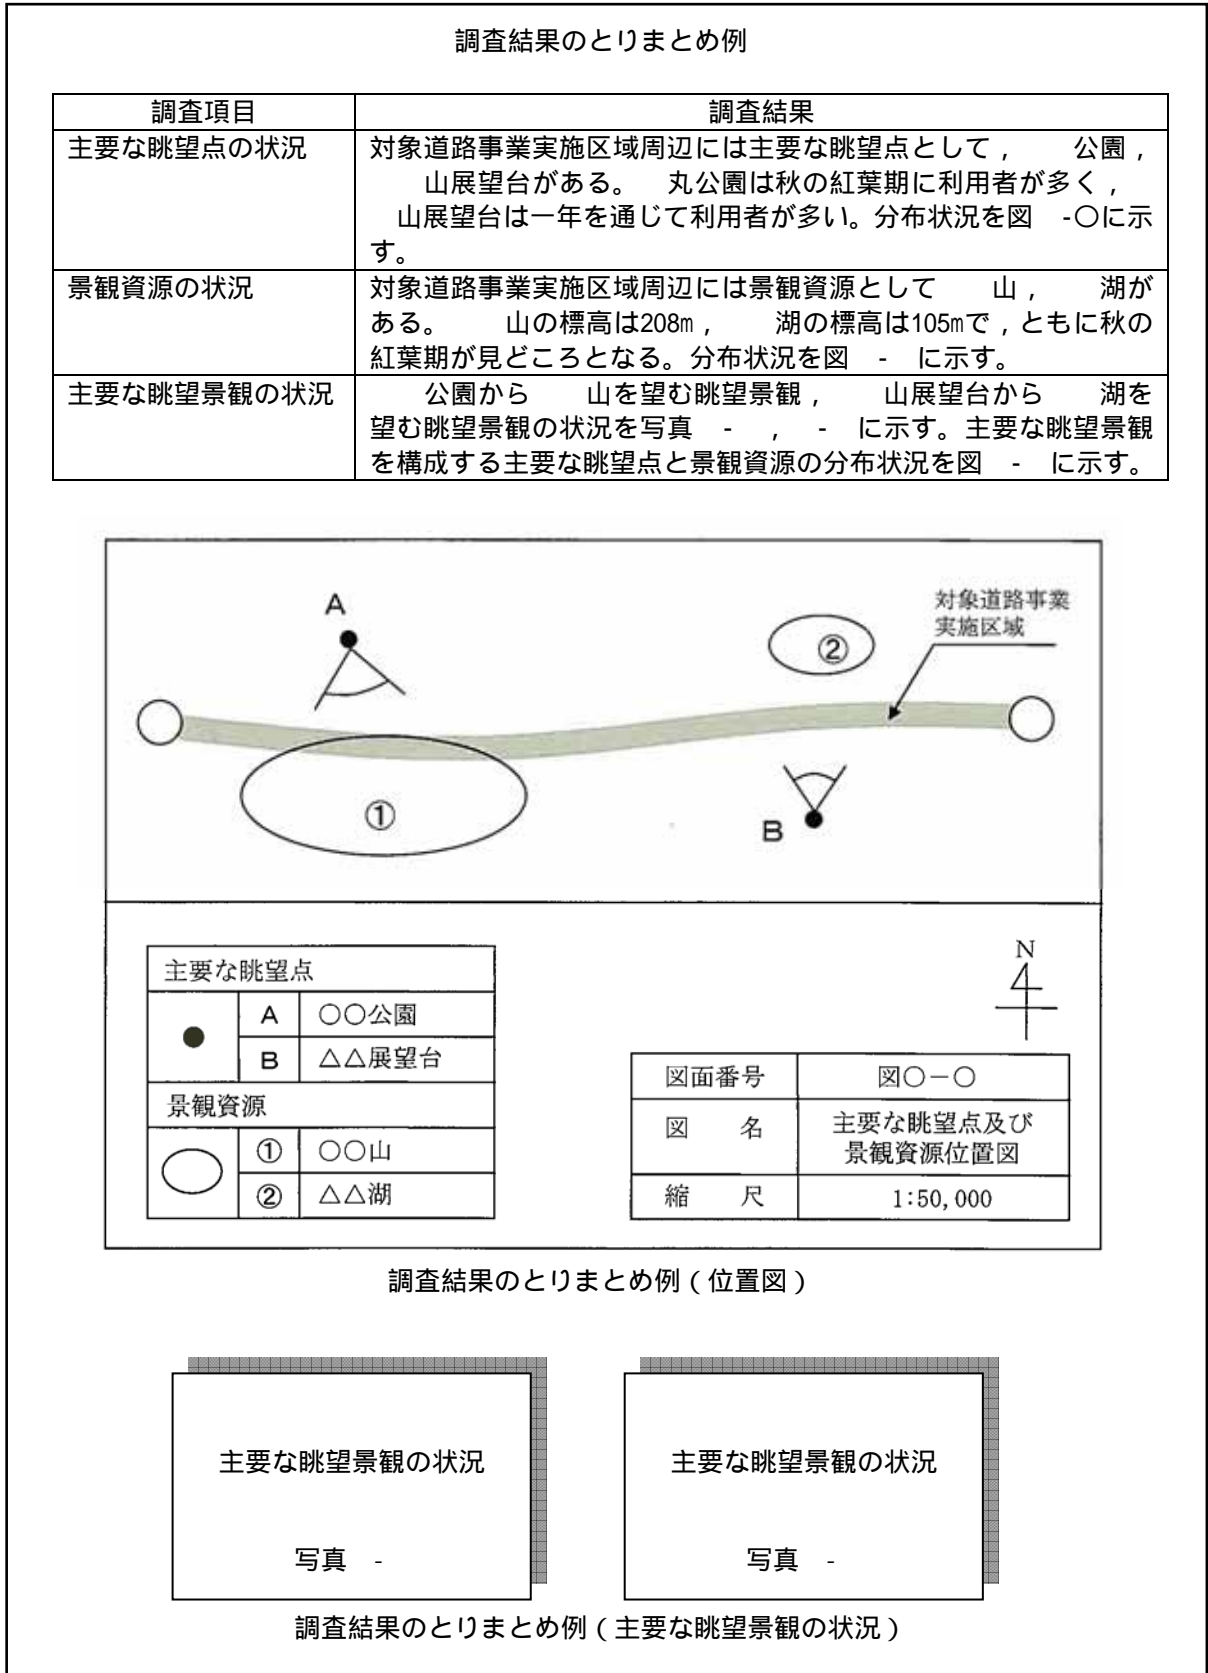 調査結果のとりまとめ例
調査項目 調査結果
主要な眺望点の状況 対象道路事業実施区域周辺には主要な眺望点として，　　公園，
山展望台がある。　丸公園は秋の紅葉期に利用者が多く，
山展望台は一年を通じて利用者が多い。分布状況を図　-○に示
す。
景観資源の状況 対象道路事業実施区域周辺には景観資源として　　山，　　湖が
ある。　　山の標高は208m，　　湖の標高は105mで，ともに秋の
紅葉期が見どころとなる。分布状況を図　-　に示す。
主要な眺望景観の状況 　　公園から　　山を望む眺望景観，　　山展望台から　　湖を
望む眺望景観の状況を写真　-　，　-　に示す。主要な眺望景観
を構成する主要な眺望点と景観資源の分布状況を図　-　に示す。
A
②
対象道路事業
実施区域
①
B
主要な眺望点
A ○○公園
B △△展望台
景観資源
① ○○山
② △△湖
N
図面番号 図○－○
図　名 主要な眺望点及び
景観資源位置図
縮　尺 1:50,000
調査結果のとりまとめ例（位置図）
主要な眺望景観の状況
写真　-
主要な眺望景観の状況
写真　-
調査結果のとりまとめ例（主要な眺望景観の状況）